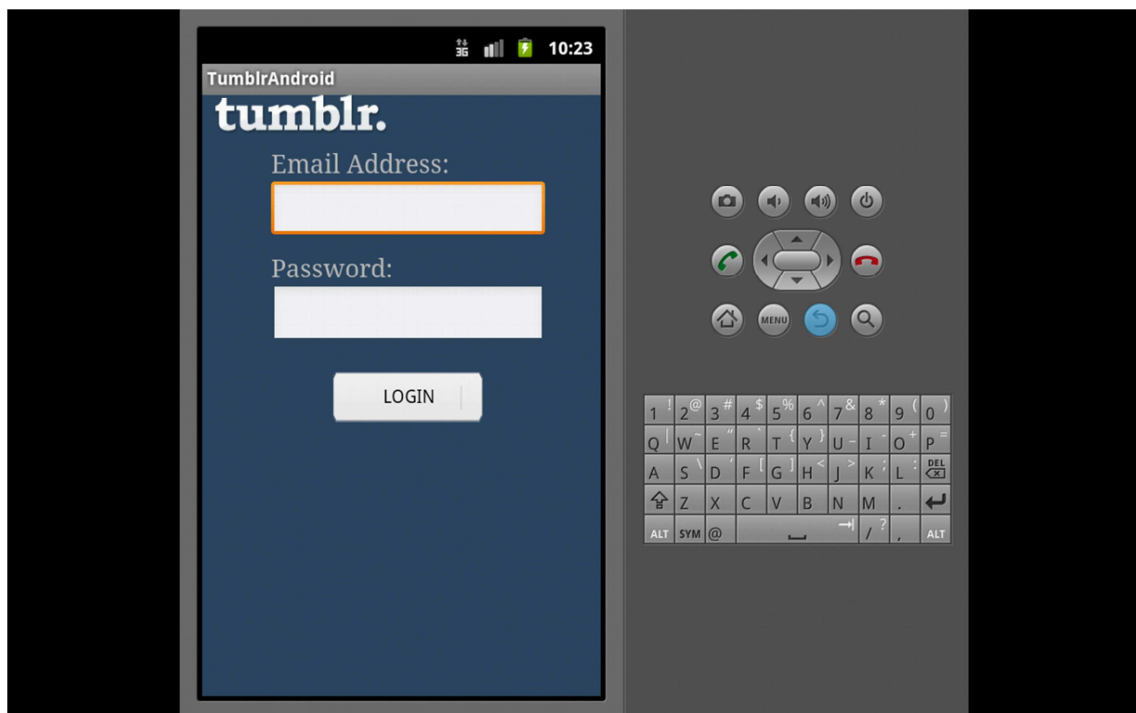 3G 10:23
TumblrAndroid
tumblr.
Email Address:
Password:
LOGIN
MENU
1 ! 2 @ 3 # 4 $ 5 % 6 ^ 7 & 8 * 9 ( 0 )
Q | W ~ E " R ` T { Y } U _ I - O + P =
A S \ D ' F [ G ] H < J > K ; L : DEL
Z X C V B N M .
ALT SYM @ / ? , ALT